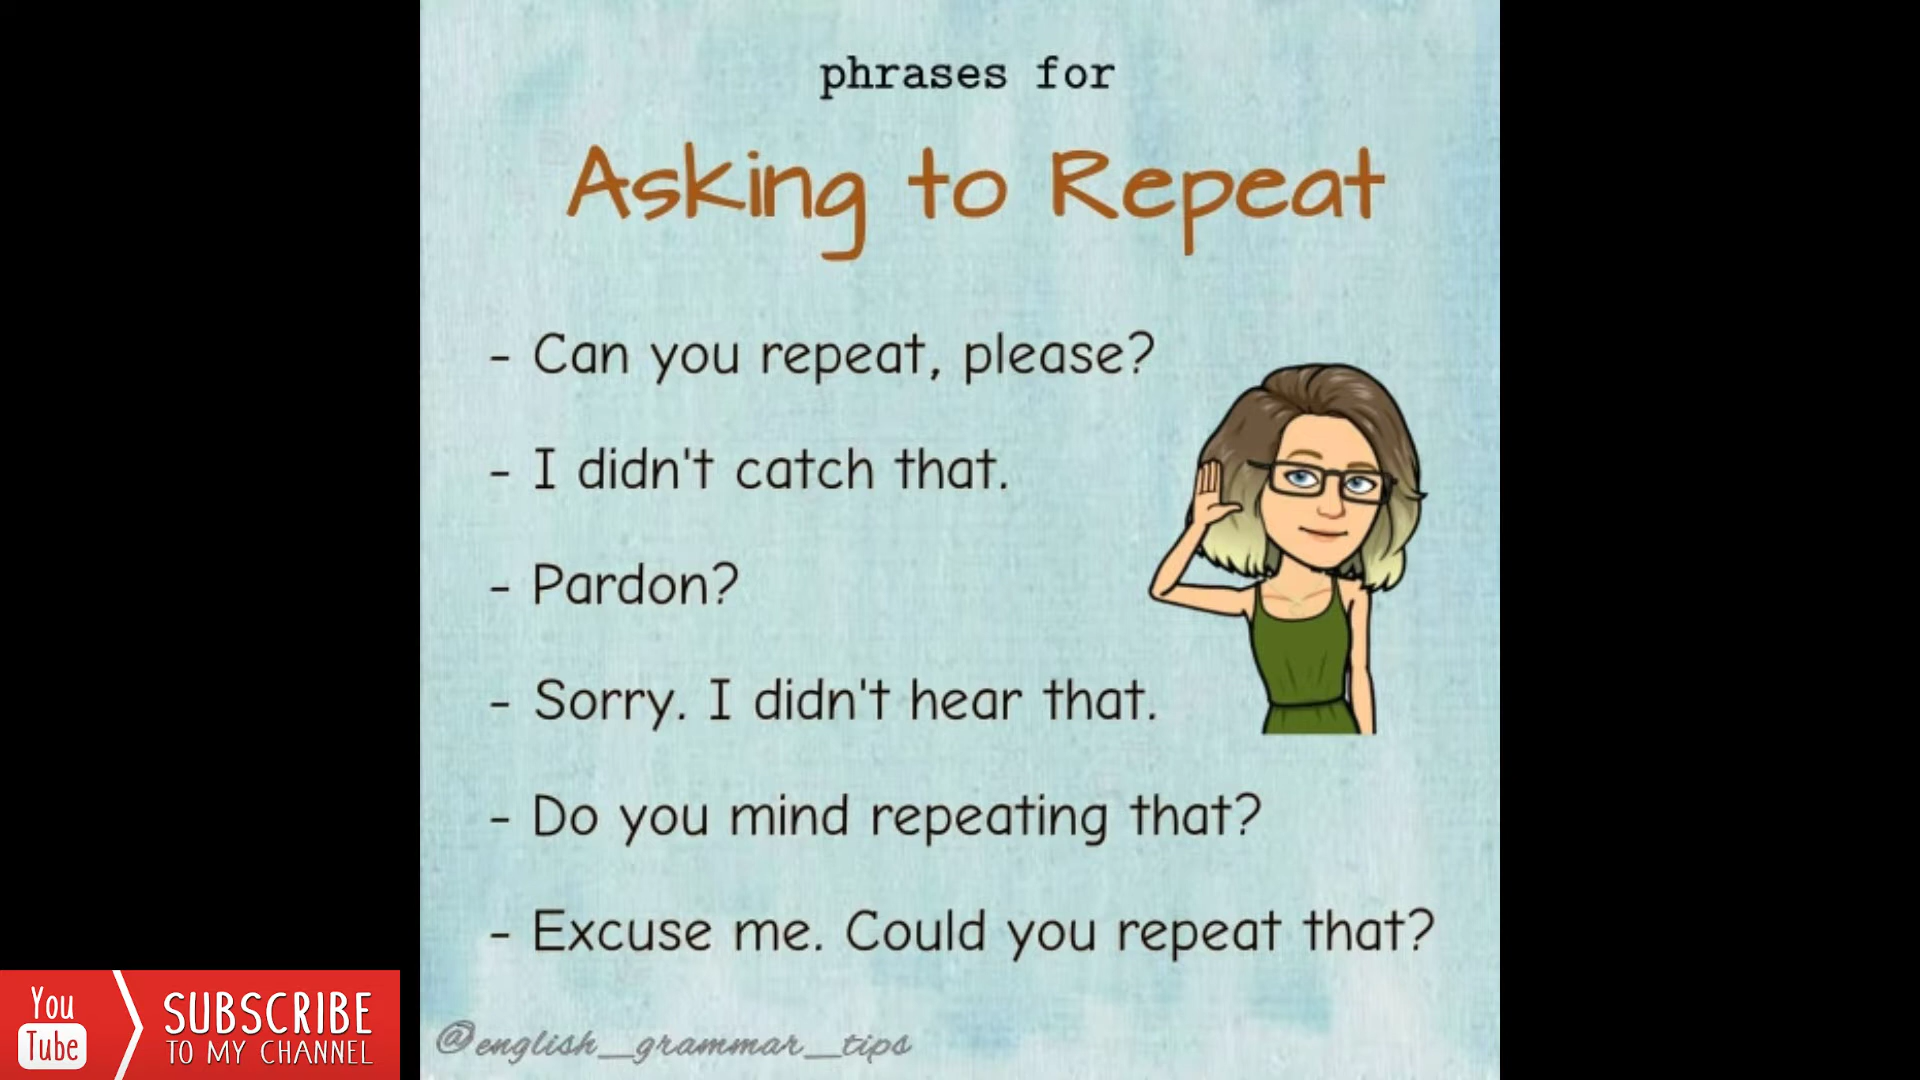 phrases for
Asking to Repeat
- Can you repeat, please?
- I didn't catch that.
- Pardon?
- Sorry. I didn't hear that.
- Do you mind repeating that?
- Excuse me. Could you repeat that?
@english_grammar_tips
You
Tube
SUBSCRIBE
TO MY CHANNEL